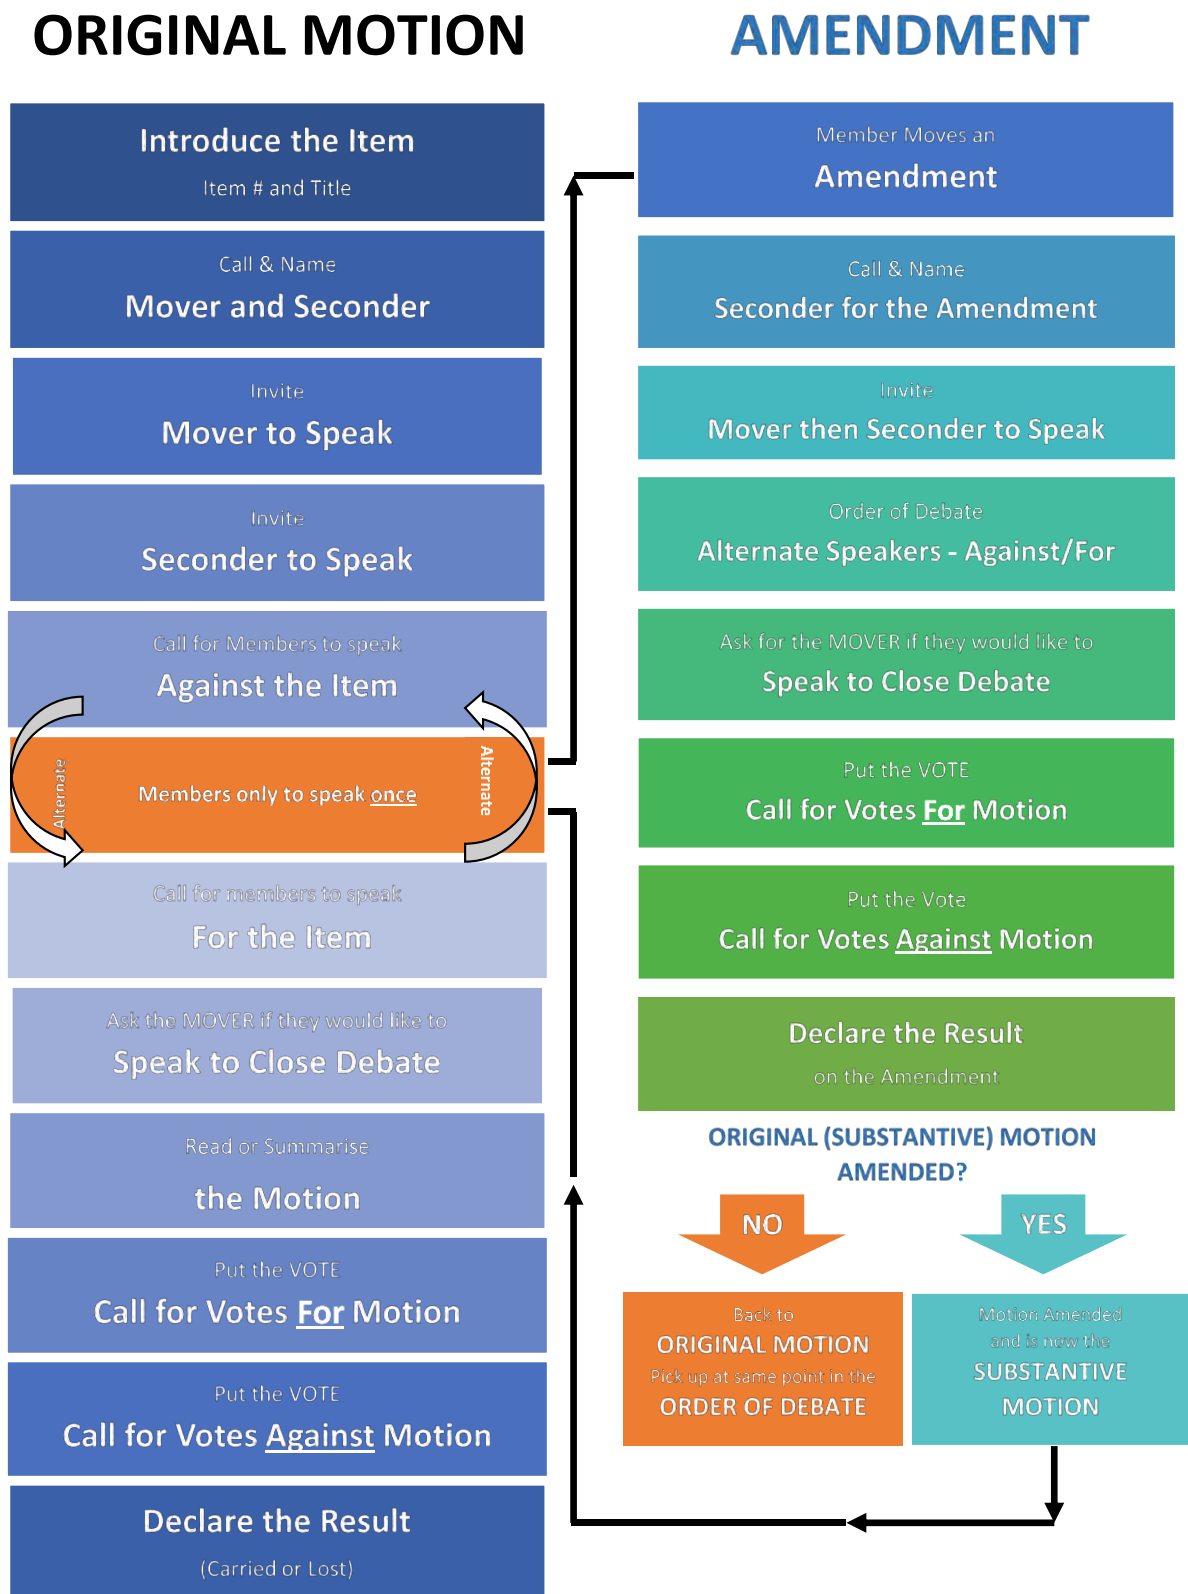 ORIGINAL MOTION
Introduce the Item
Item # and Title
Call & Name
Mover and Seconder
Invite
Mover to Speak
Invite
Seconder to Speak
Call for Members to speak
Against the Item
Alternate
Members only to speak once
Alternate
Call for members to speak
For the Item
Ask the MOVER if they would like to
Speak to Close Debate
Read or Summarise
the Motion
Put the VOTE
Call for Votes For Motion
Put the VOTE
Call for Votes Against Motion
Declare the Result
(Carried or Lost)
AMENDMENT
Member Moves an
Amendment
Call & Name
Seconder for the Amendment
Invite
Mover then Seconder to Speak
Order of Debate
Alternate Speakers - Against/For
Ask for the MOVER if they would like to
Speak to Close Debate
Put the VOTE
Call for Votes For Motion
Put the Vote
Call for Votes Against Motion
Declare the Result
on the Amendment
ORIGINAL (SUBSTANTIVE) MOTION
AMENDED?
NO
YES
Back to
ORIGINAL MOTION
Pick up at same point in the
ORDER OF DEBATE
Motion Amended
and is now the
SUBSTANTIVE
MOTION